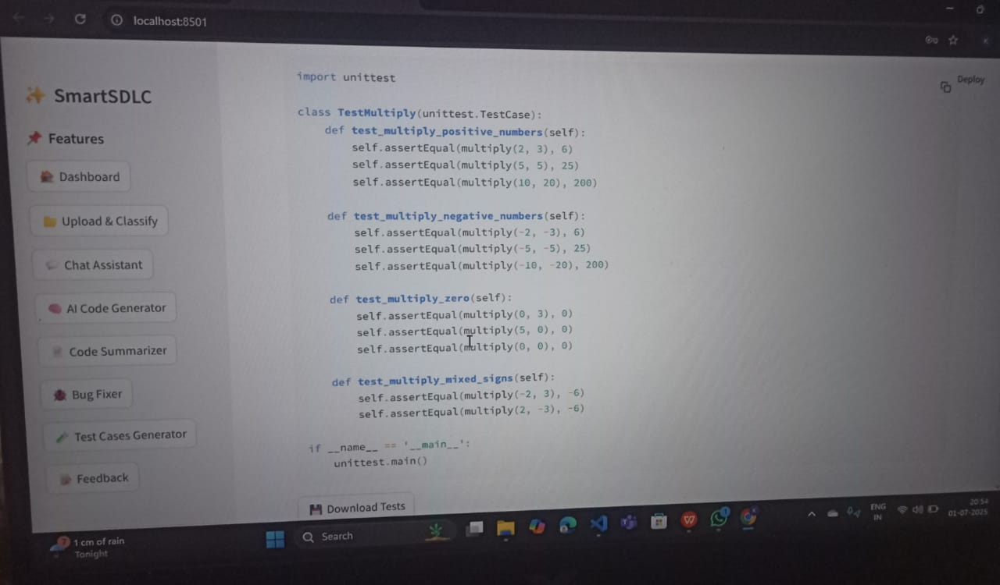 localhost:8501
Deploy
SmartSDLC
Features
Dashboard
Upload & Classify
Chat Assistant
AI Code Generator
Code Summarizer
Bug Fixer
Test Cases Generator
Feedback
import unittest
class TestMultiply(unittest.TestCase):
    def test_multiply_positive_numbers(self):
        self.assertEqual(multiply(2, 3), 6)
        self.assertEqual(multiply(5, 5), 25)
        self.assertEqual(multiply(10, 20), 200)
    def test_multiply_negative_numbers(self):
        self.assertEqual(multiply(-2, -3), 6)
        self.assertEqual(multiply(-5, -5), 25)
        self.assertEqual(multiply(-10, -20), 200)
    def test_multiply_zero(self):
        self.assertEqual(multiply(0, 3), 0)
        self.assertEqual(multiply(5, 0), 0)
        self.assertEqual(multiply(0, 0), 0)
    def test_multiply_mixed_signs(self):
        self.assertEqual(multiply(-2, 3), -6)
        self.assertEqual(multiply(2, -3), -6)
if __name__ == '__main__':
    unittest.main()
Download Tests
1 cm of rain
Tonight
Search
ENG
IN
20:54
01-07-2025